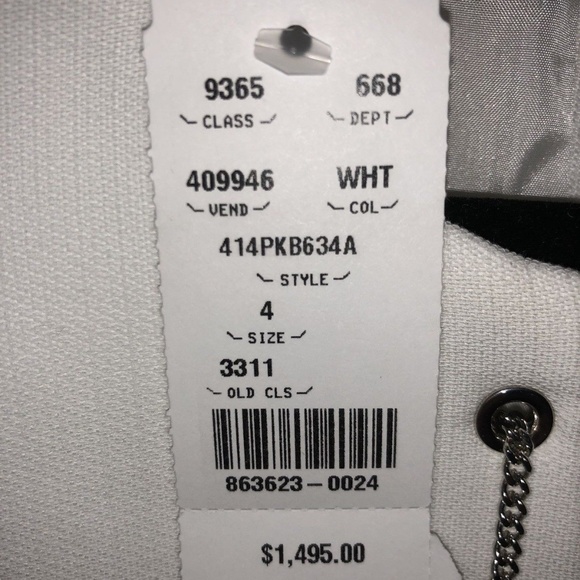 9365 668
CLASS DEPT
409946 WHT
VEND COL
414PKB634A
STYLE
4
SIZE
3311
OLD CLS
863623-0024
$1,495.00